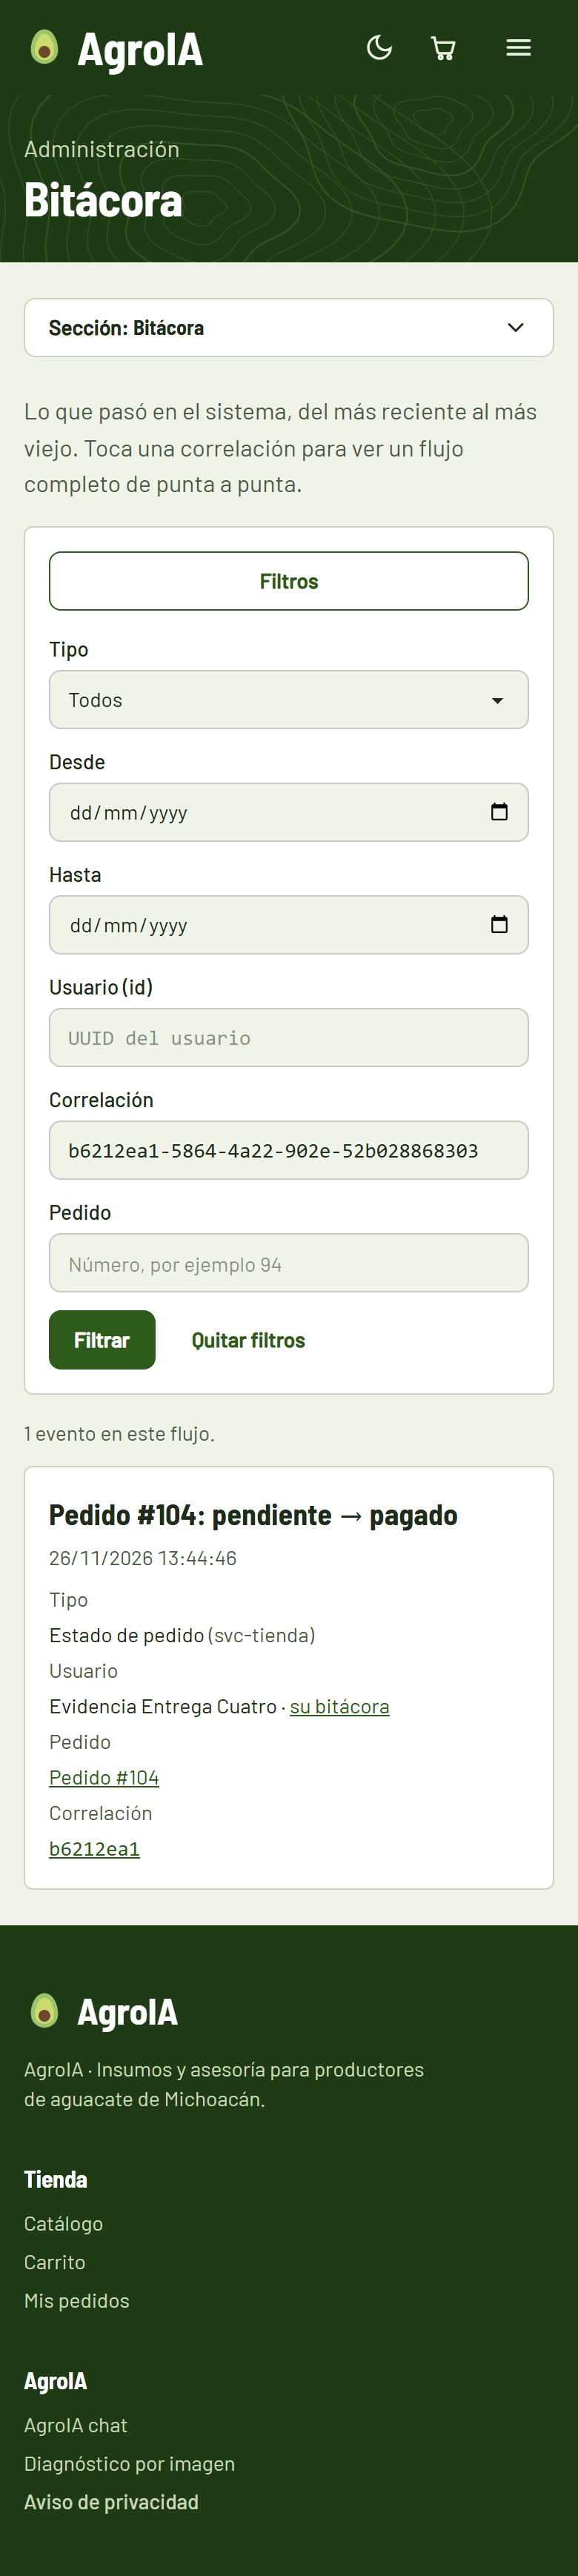 AgroIA
Administración
Bitácora
Sección: Bitácora
Lo que pasó en el sistema, del más reciente al más
viejo. Toca una correlación para ver un flujo
completo de punta a punta.
Filtros
Tipo
Todos
Desde
dd/mm/yyyy
Hasta
dd/mm/yyyy
Usuario (id)
UUID del usuario
Correlación
b6212ea1-5864-4a22-902e-52b028868303
Pedido
Número, por ejemplo 94
Filtrar Quitar filtros
1 evento en este flujo.
Pedido #104: pendiente → pagado
26/11/2026 13:44:46
Tipo
Estado de pedido (svc-tienda)
Usuario
Evidencia Entrega Cuatro · su bitácora
Pedido
Pedido #104
Correlación
b6212ea1
AgroIA
AgroIA · Insumos y asesoría para productores
de aguacate de Michoacán.
Tienda
Catálogo
Carrito
Mis pedidos
AgroIA
AgroIA chat
Diagnóstico por imagen
Aviso de privacidad